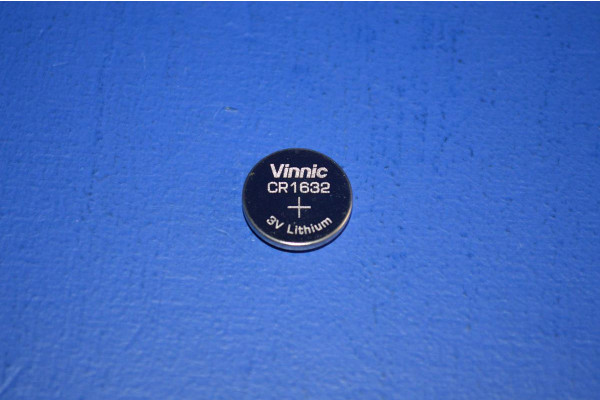 Vinnic
CR1632
+
3V Lithium